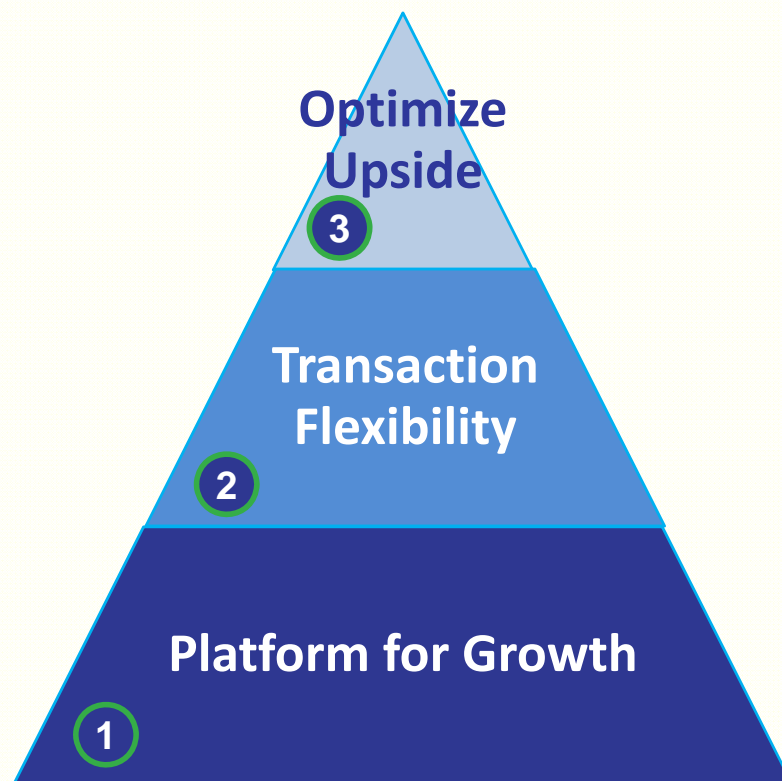 Optimize
Upside
3
Transaction
Flexibility
2
Platform for Growth
1